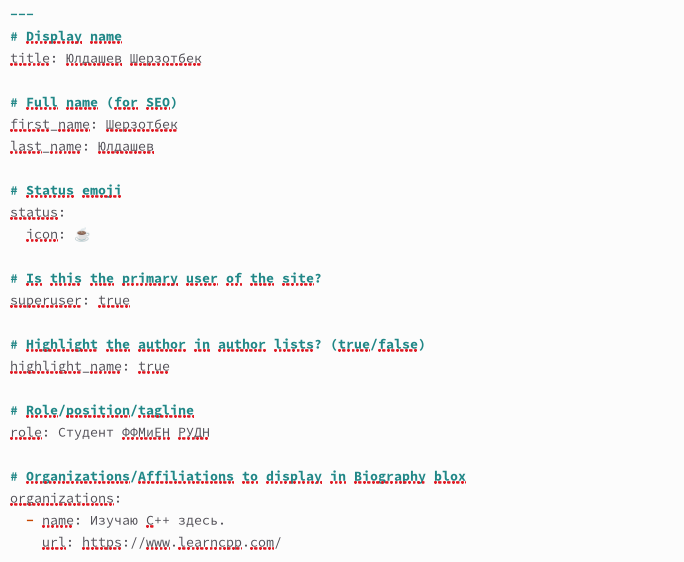 ---
# Display name
title: Юлдашев Шерзотбек
# Full name (for SEO)
first_name: Шерзотбек
last_name: Юлдашев
# Status emoji
status:
icon: ☕
# Is this the primary user of the site?
superuser: true
# Highlight the author in author lists? (true/false)
highlight_name: true
# Role/position/tagline
role: Студент ФФМиЕН РУДН
# Organizations/Affiliations to display in Biography blox
organizations:
- name: Изучаю С++ здесь.
url: https://www.learncpp.com/